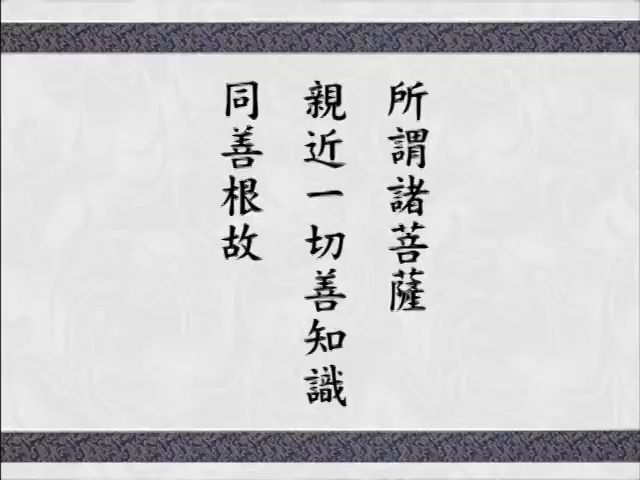 所謂諸菩薩
親近一切善知識
同善根故